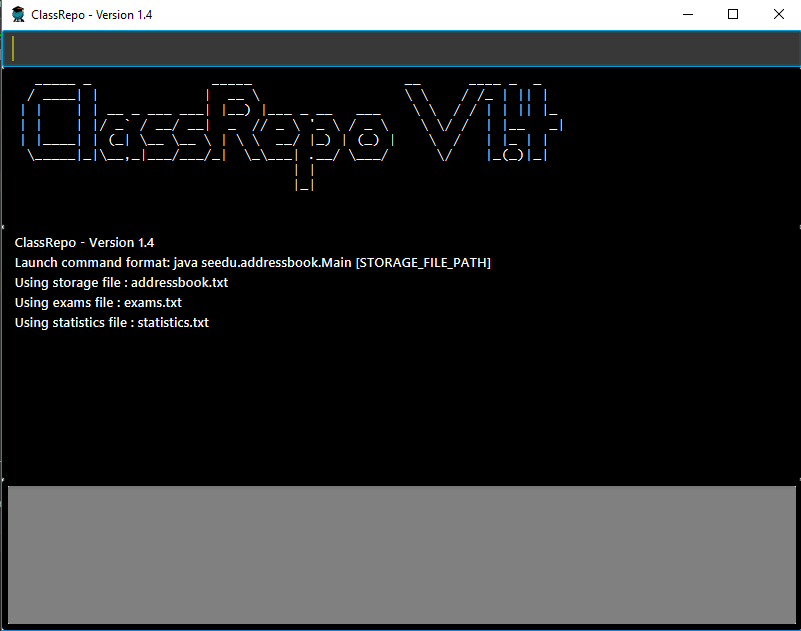 ClassRepo - Version 1.4
ClassRepo V1.4
ClassRepo - Version 1.4
Launch command format: java seedu.addressbook.Main [STORAGE_FILE_PATH]
Using storage file : addressbook.txt
Using exams file : exams.txt
Using statistics file : statistics.txt